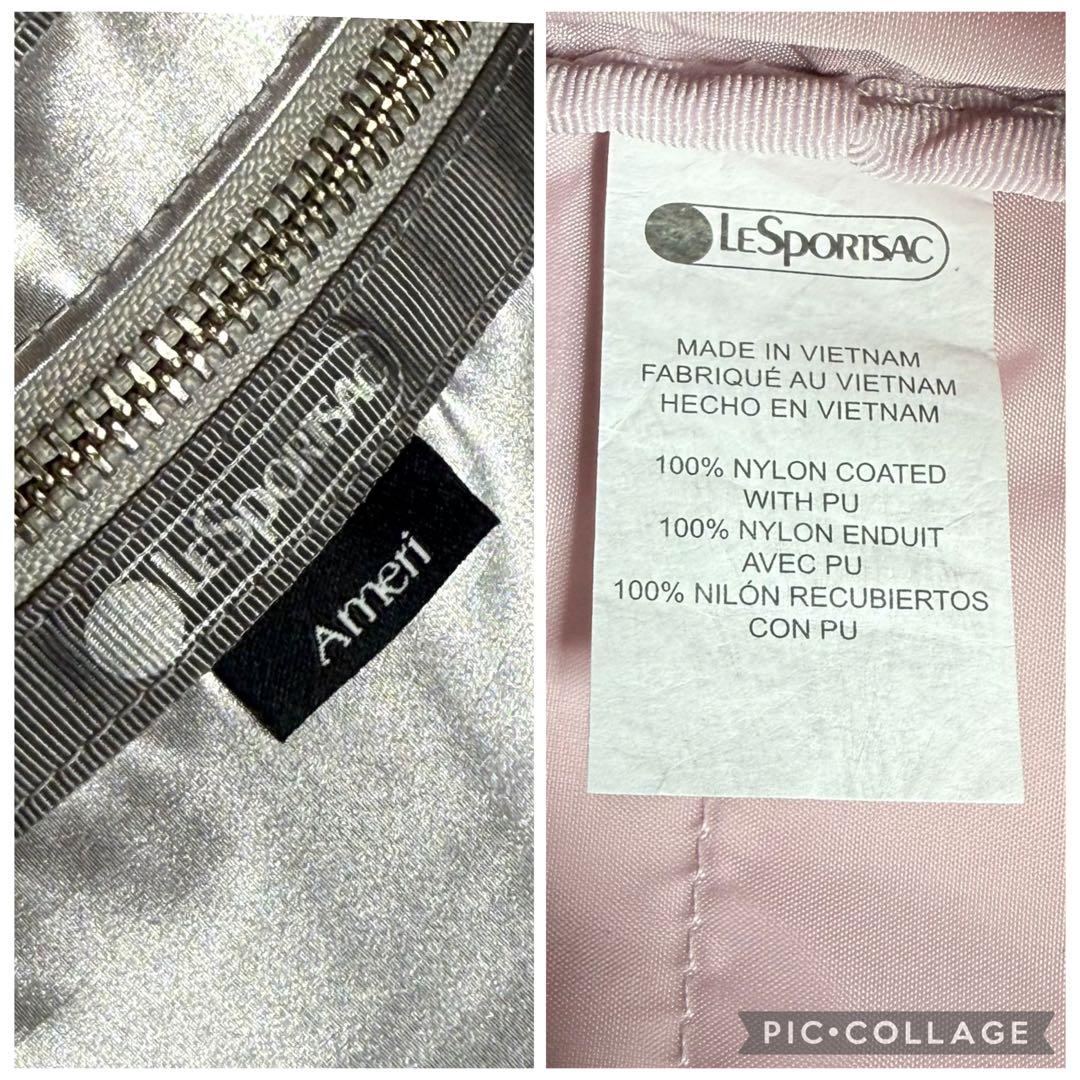 LESPORTSAC
Ameri
LESPORTSAC
MADE IN VIETNAM
FABRIQUÉ AU VIETNAM
HECHO EN VIETNAM
100% NYLON COATED
WITH PU
100% NYLON ENDUIT
AVEC PU
100% NILÓN RECUBIERTOS
CON PU
PIC•COLLAGE